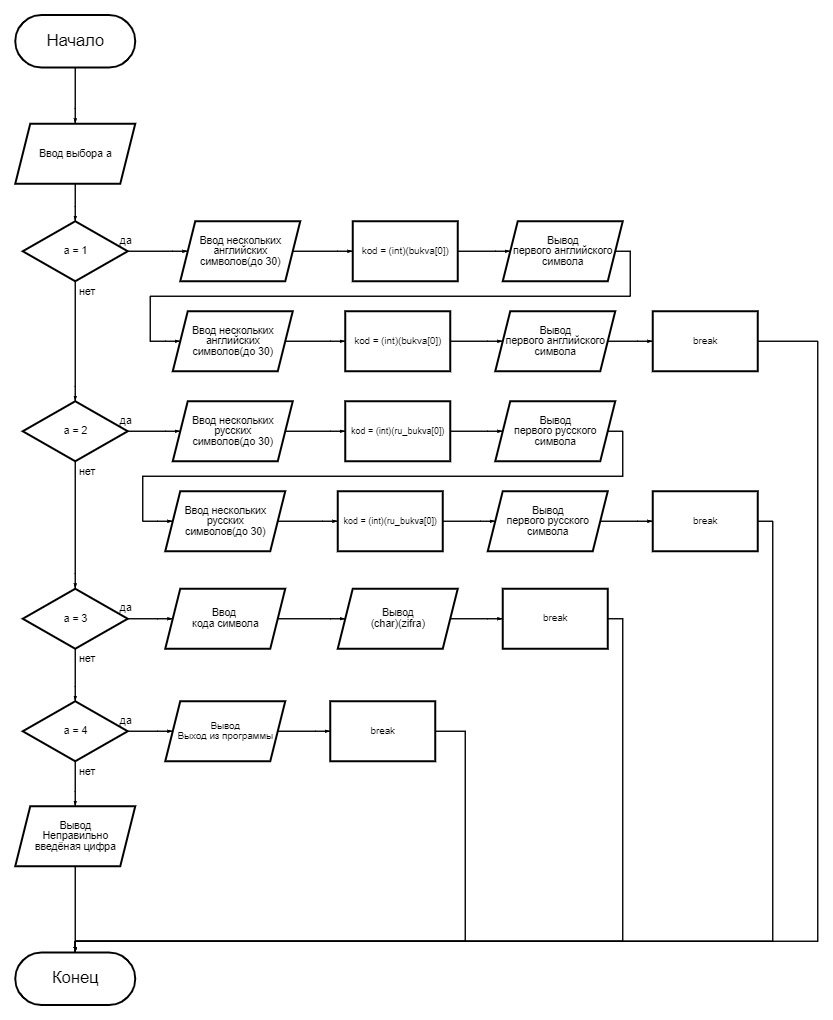 Начало
Ввод выбора а
а = 1
да
нет
Ввод нескольких
английских
символов(до 30)
kod = (int)(bukva[0])
Вывод
первого английского
символа
Ввод нескольких
английских
символов(до 30)
kod = (int)(bukva[0])
Вывод
первого английского
символа
break
а = 2
да
нет
Ввод нескольких
русских
символов(до 30)
kod = (int)(ru_bukva[0])
Вывод
первого русского
символа
Ввод нескольких
русских
символов(до 30)
kod = (int)(ru_bukva[0])
Вывод
первого русского
символа
break
а = 3
да
нет
Ввод
кода символа
Вывод
(char)(zifra)
break
а = 4
да
нет
Вывод
Выход из программы
break
Вывод
Неправильно
введёная цифра
Конец